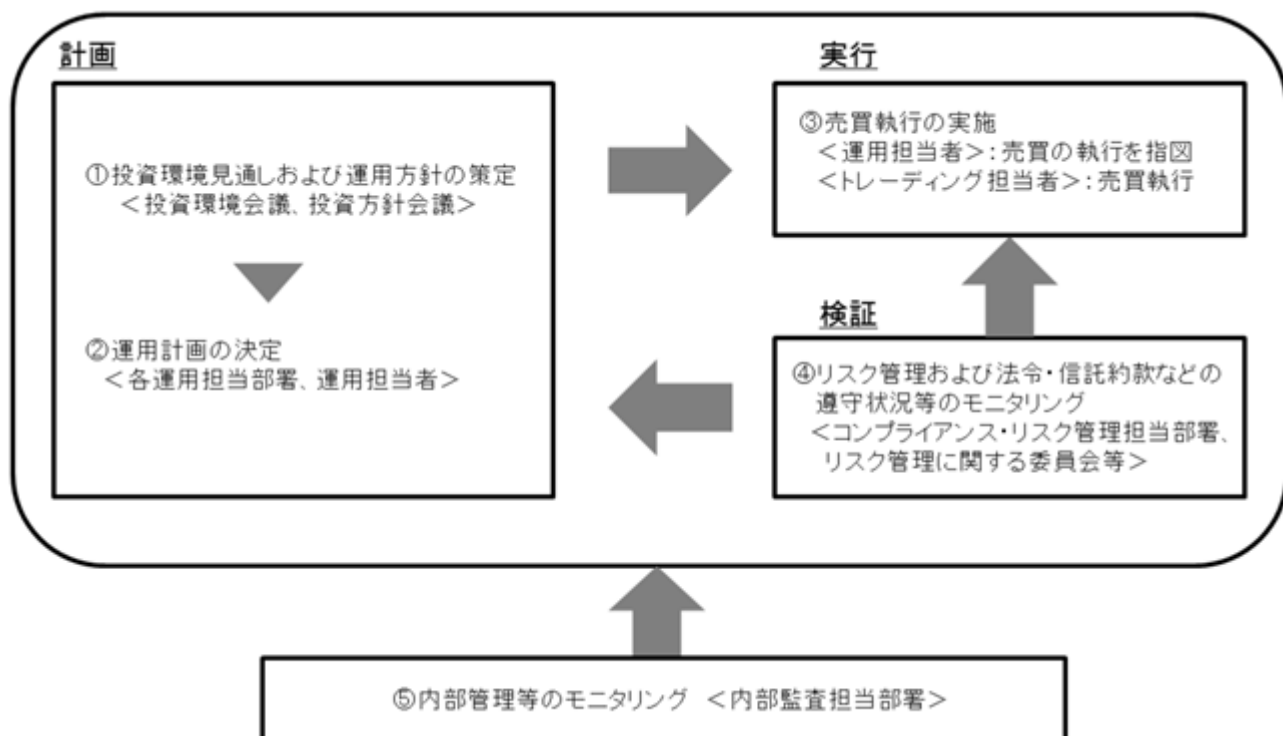 計画
①投資環境見通しおよび運用方針の策定
＜投資環境会議、投資方針会議＞
②運用計画の決定
＜各運用担当部署、運用担当者＞
実行
③売買執行の実施
＜運用担当者＞：売買の執行を指図
＜トレーディング担当者＞：売買執行
検証
④リスク管理および法令・信託約款などの
遵守状況等のモニタリング
＜コンプライアンス・リスク管理担当部署、
リスク管理に関する委員会等＞
⑤内部管理等のモニタリング ＜内部監査担当部署＞